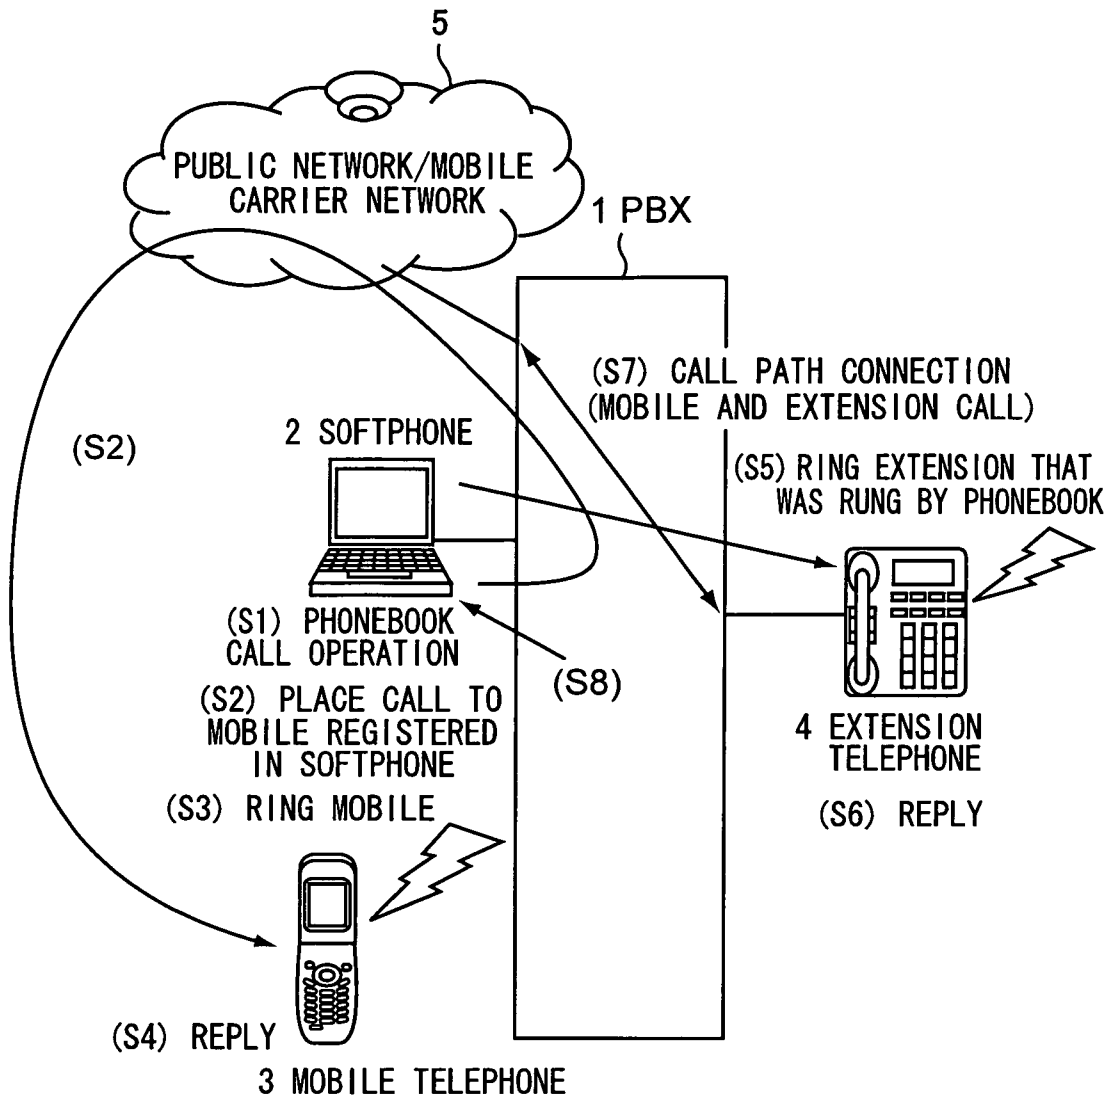 5
PUBLIC NETWORK/MOBILE
CARRIER NETWORK
1 PBX
(S7) CALL PATH CONNECTION
(MOBILE AND EXTENSION CALL)
(S2)
2 SOFTPHONE
(S5) RING EXTENSION THAT
WAS RUNG BY PHONEBOOK
(S1) PHONEBOOK
CALL OPERATION
(S8)
(S2) PLACE CALL TO
MOBILE REGISTERED
IN SOFTPHONE
4 EXTENSION
TELEPHONE
(S3) RING MOBILE
(S6) REPLY
(S4) REPLY
3 MOBILE TELEPHONE